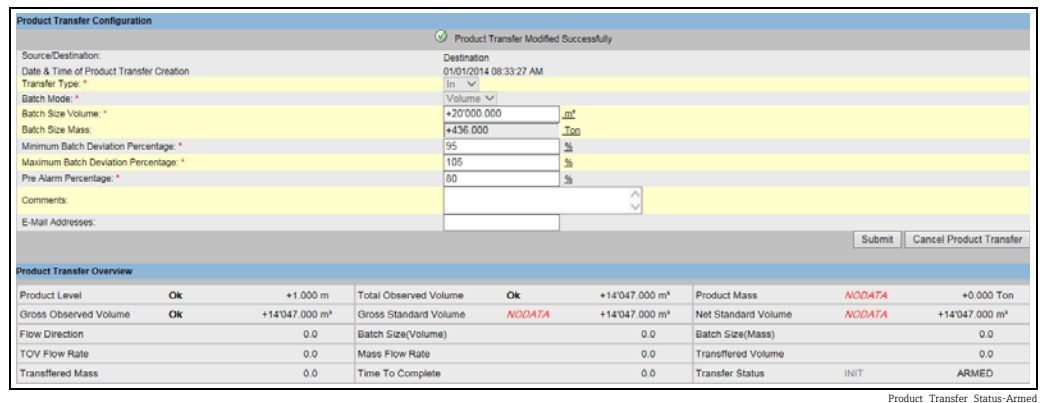 Product Transfer Configuration
Product Transfer Modified Successfully
Source/Destination: Destination
Date & Time of Product Transfer Creation 01/01/2014 08:33:27 AM
Transfer Type: * In
Batch Mode: * Volume
Batch Size Volume: * +20'000.000 m³
Batch Size Mass: +436.000 Ton
Minimum Batch Deviation Percentage: * 95 %
Maximum Batch Deviation Percentage: * 105 %
Pre Alarm Percentage: * 80 %
Comments:
E-Mail Addresses:
Submit Cancel Product Transfer
Product Transfer Overview
Product Level Ok +1.000 m Total Observed Volume Ok +14'047.000 m³ Product Mass NODATA +0.000 Ton
Gross Observed Volume Ok +14'047.000 m³ Gross Standard Volume NODATA +14'047.000 m³ Net Standard Volume NODATA +14'047.000 m³
Flow Direction 0.0 Batch Size(Volume) 0.0 Batch Size(Mass) 0.0
TOV Flow Rate 0.0 Mass Flow Rate 0.0 Transffered Volume 0.0
Transffered Mass 0.0 Time To Complete 0.0 Transfer Status INIT ARMED
Product Transfer Status-Armed